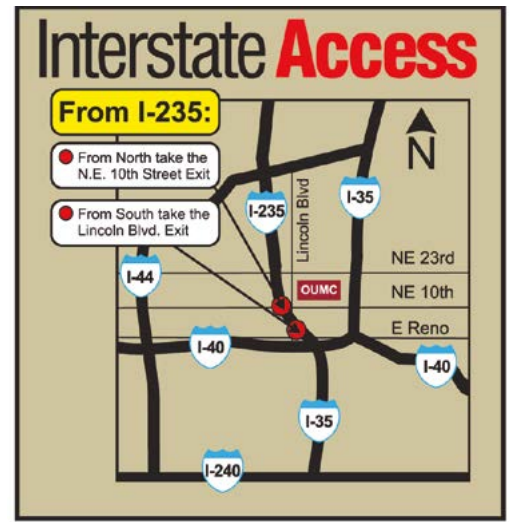 Interstate Access
From I-235:
From North take the
N.E. 10th Street Exit
From South take the
Lincoln Blvd. Exit
N
I-235
Lincoln Blvd
I-35
I-44
NE 23rd
OUMC
NE 10th
E Reno
I-40
I-40
I-35
I-240